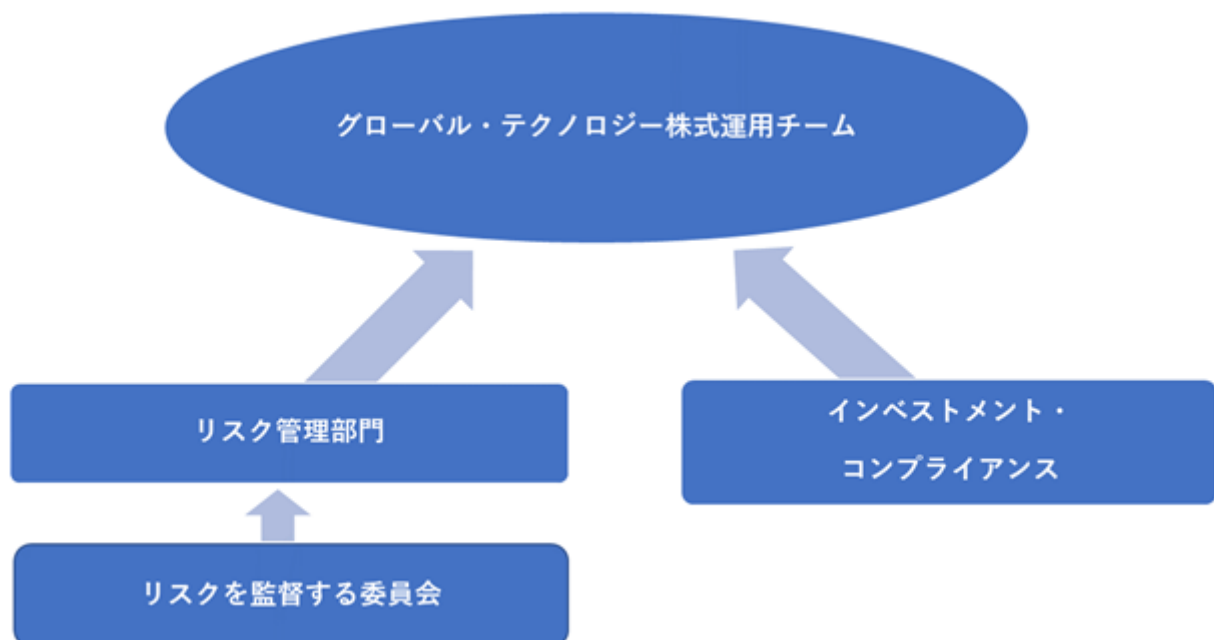 グローバル・テクノロジー株式運用チーム
リスク管理部門
インベストメント・
コンプライアンス
リスクを監督する委員会